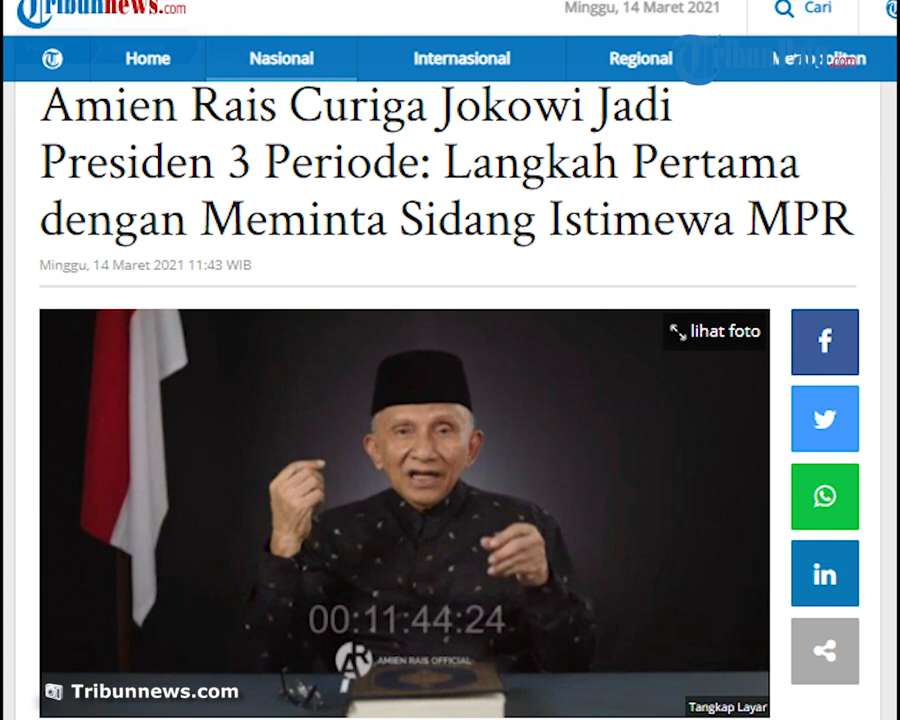 Tribunnews.com
Minggu, 14 Maret 2021
Cari
Home
Nasional
Internasional
Regional
Metropolitan
Amien Rais Curiga Jokowi Jadi
Presiden 3 Periode: Langkah Pertama
dengan Meminta Sidang Istimewa MPR
Minggu, 14 Maret 2021 11:43 WIB
lihat foto
00:11:44:24
AR
AMIEN RAIS OFFICIAL
Tribunnews.com
Tangkap Layar